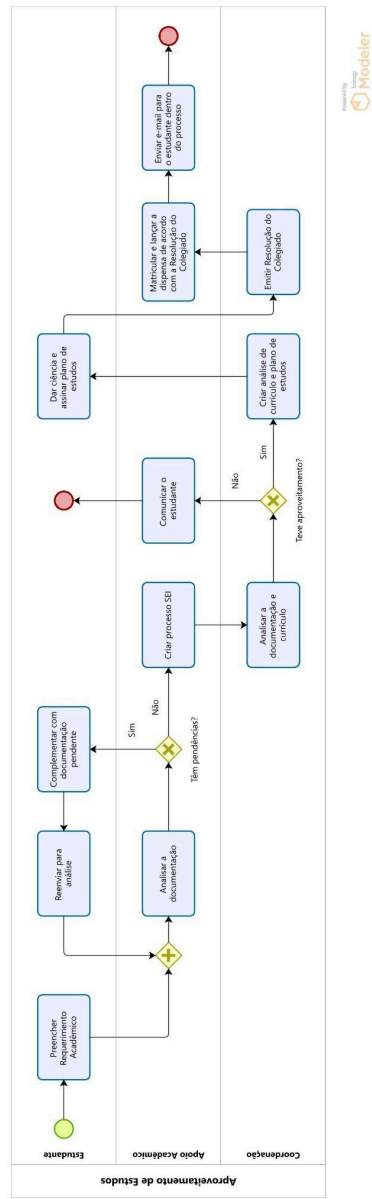 Aproveitamento de Estudos
Estudante
Apoio Acadêmico
Coordenação
Preencher
Requerimento
Acadêmico
Reenviar para
análise
Complementar com
documentação
pendente
Analisar a
documentação
Têm pendências?
Sim
Não
Criar processo SEI
Analisar a
documentação e
currículo
Teve aproveitamento?
Não
Sim
Comunicar o
estudante
Criar análise de
currículo e plano de
estudos
Dar ciência e
assinar plano de
estudos
Emitir Resolução do
Colegiado
Matricular e lançar a
dispensa de acordo
com a Resolução do
Colegiado
Enviar e-mail para
o estudante dentro
do processo
Powered by
bizagi
Modeler